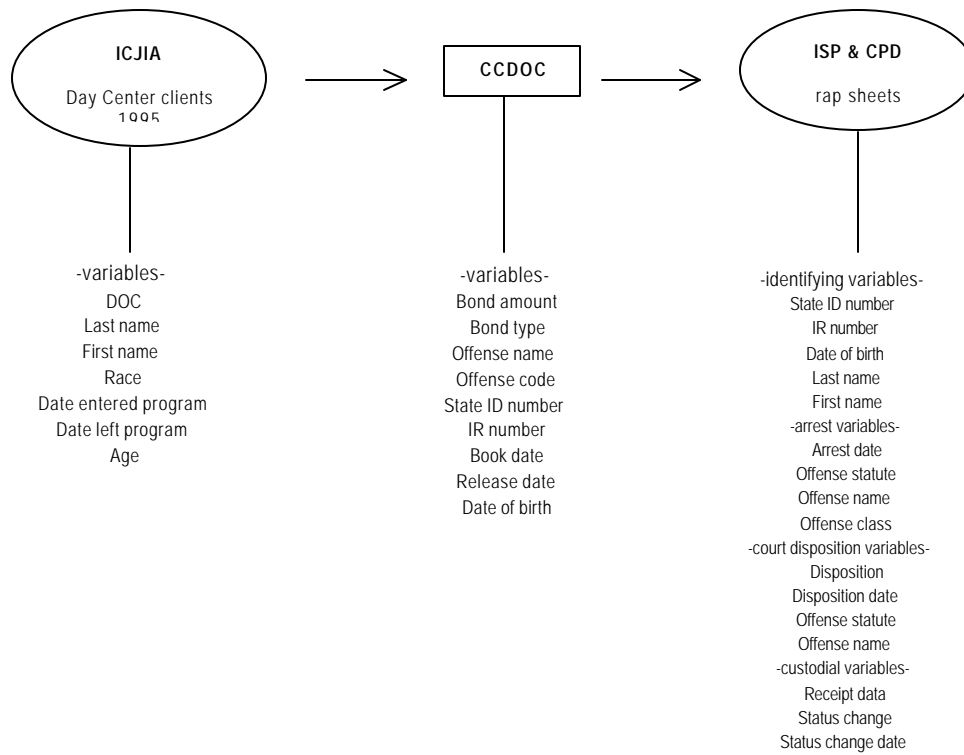 ICJIA
Day Center clients
1995
-variables-
DOC
Last name
First name
Race
Date entered program
Date left program
Age
CCDOC
-variables-
Bond amount
Bond type
Offense name
Offense code
State ID number
IR number
Book date
Release date
Date of birth
ISP & CPD
rap sheets
-identifying variables-
State ID number
IR number
Date of birth
Last name
First name
-arrest variables-
Arrest date
Offense statute
Offense name
Offense class
-court disposition variables-
Disposition
Disposition date
Offense statute
Offense name
-custodial variables-
Receipt data
Status change
Status change date